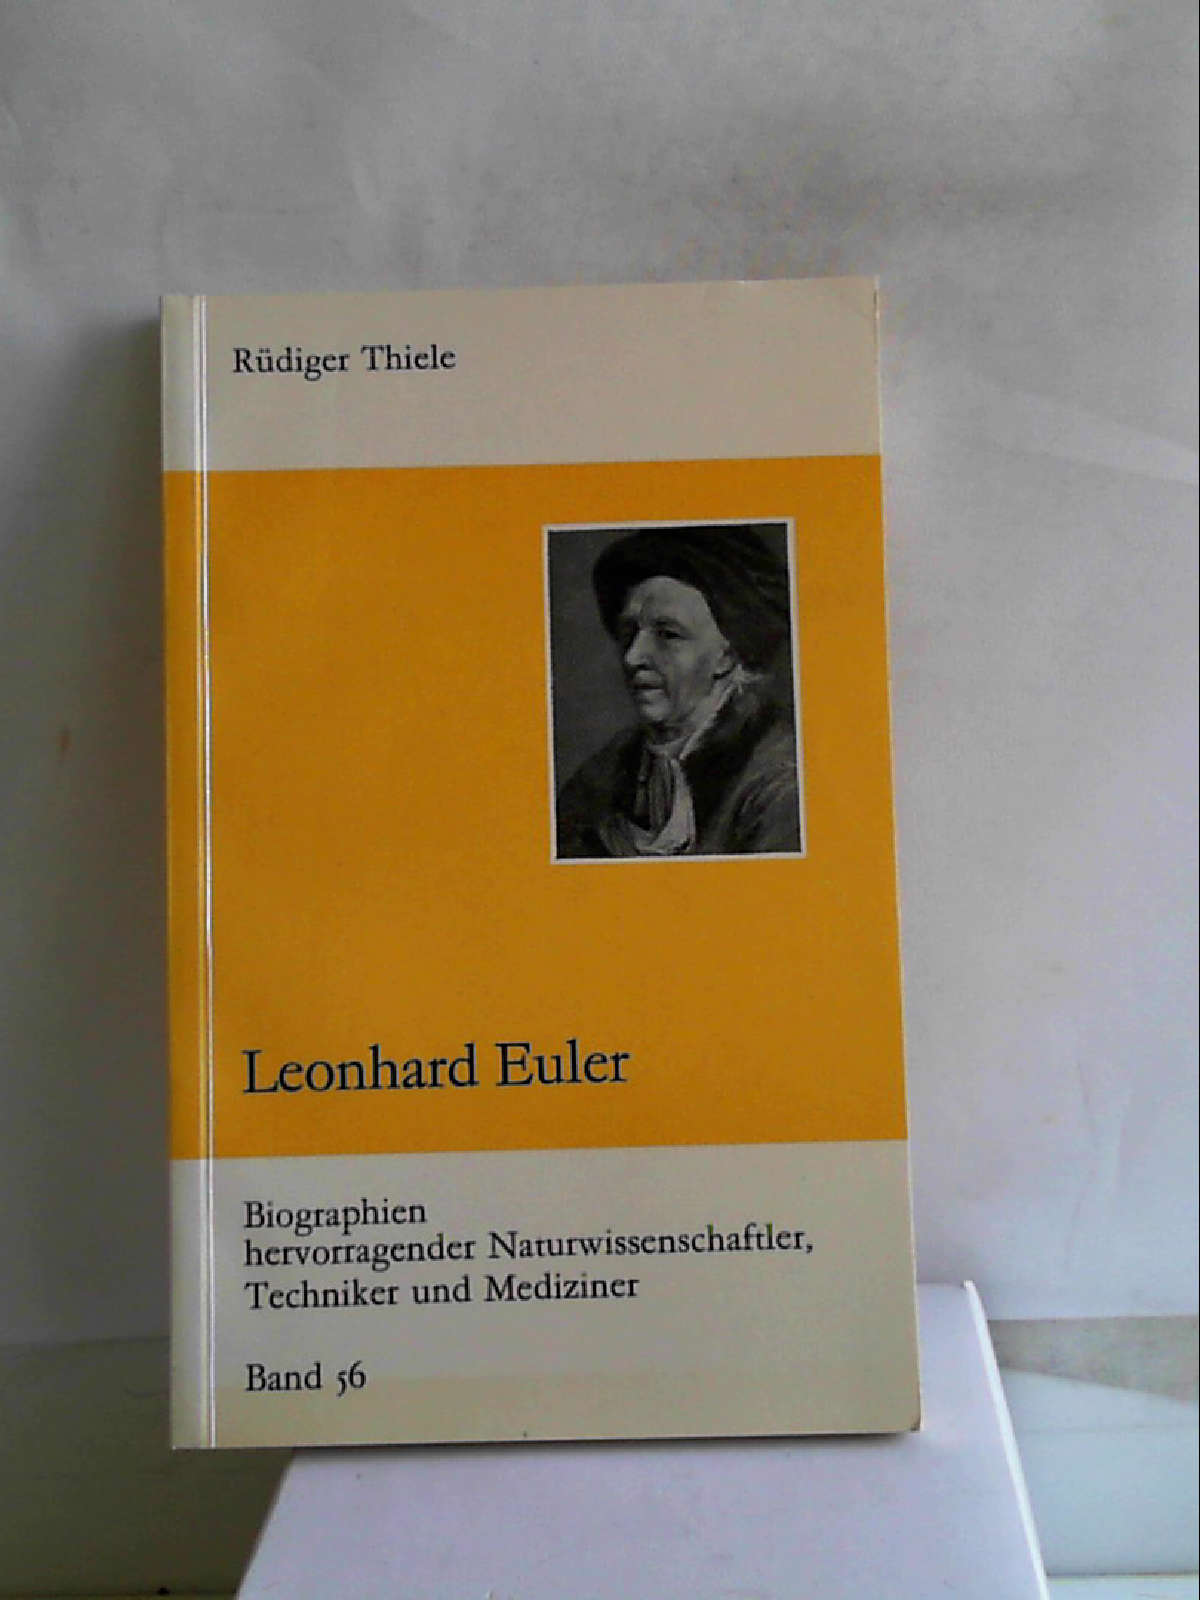 Rüdiger Thiele
Leonhard Euler
Biographien
hervorragender Naturwissenschaftler,
Techniker und Mediziner
Band 56